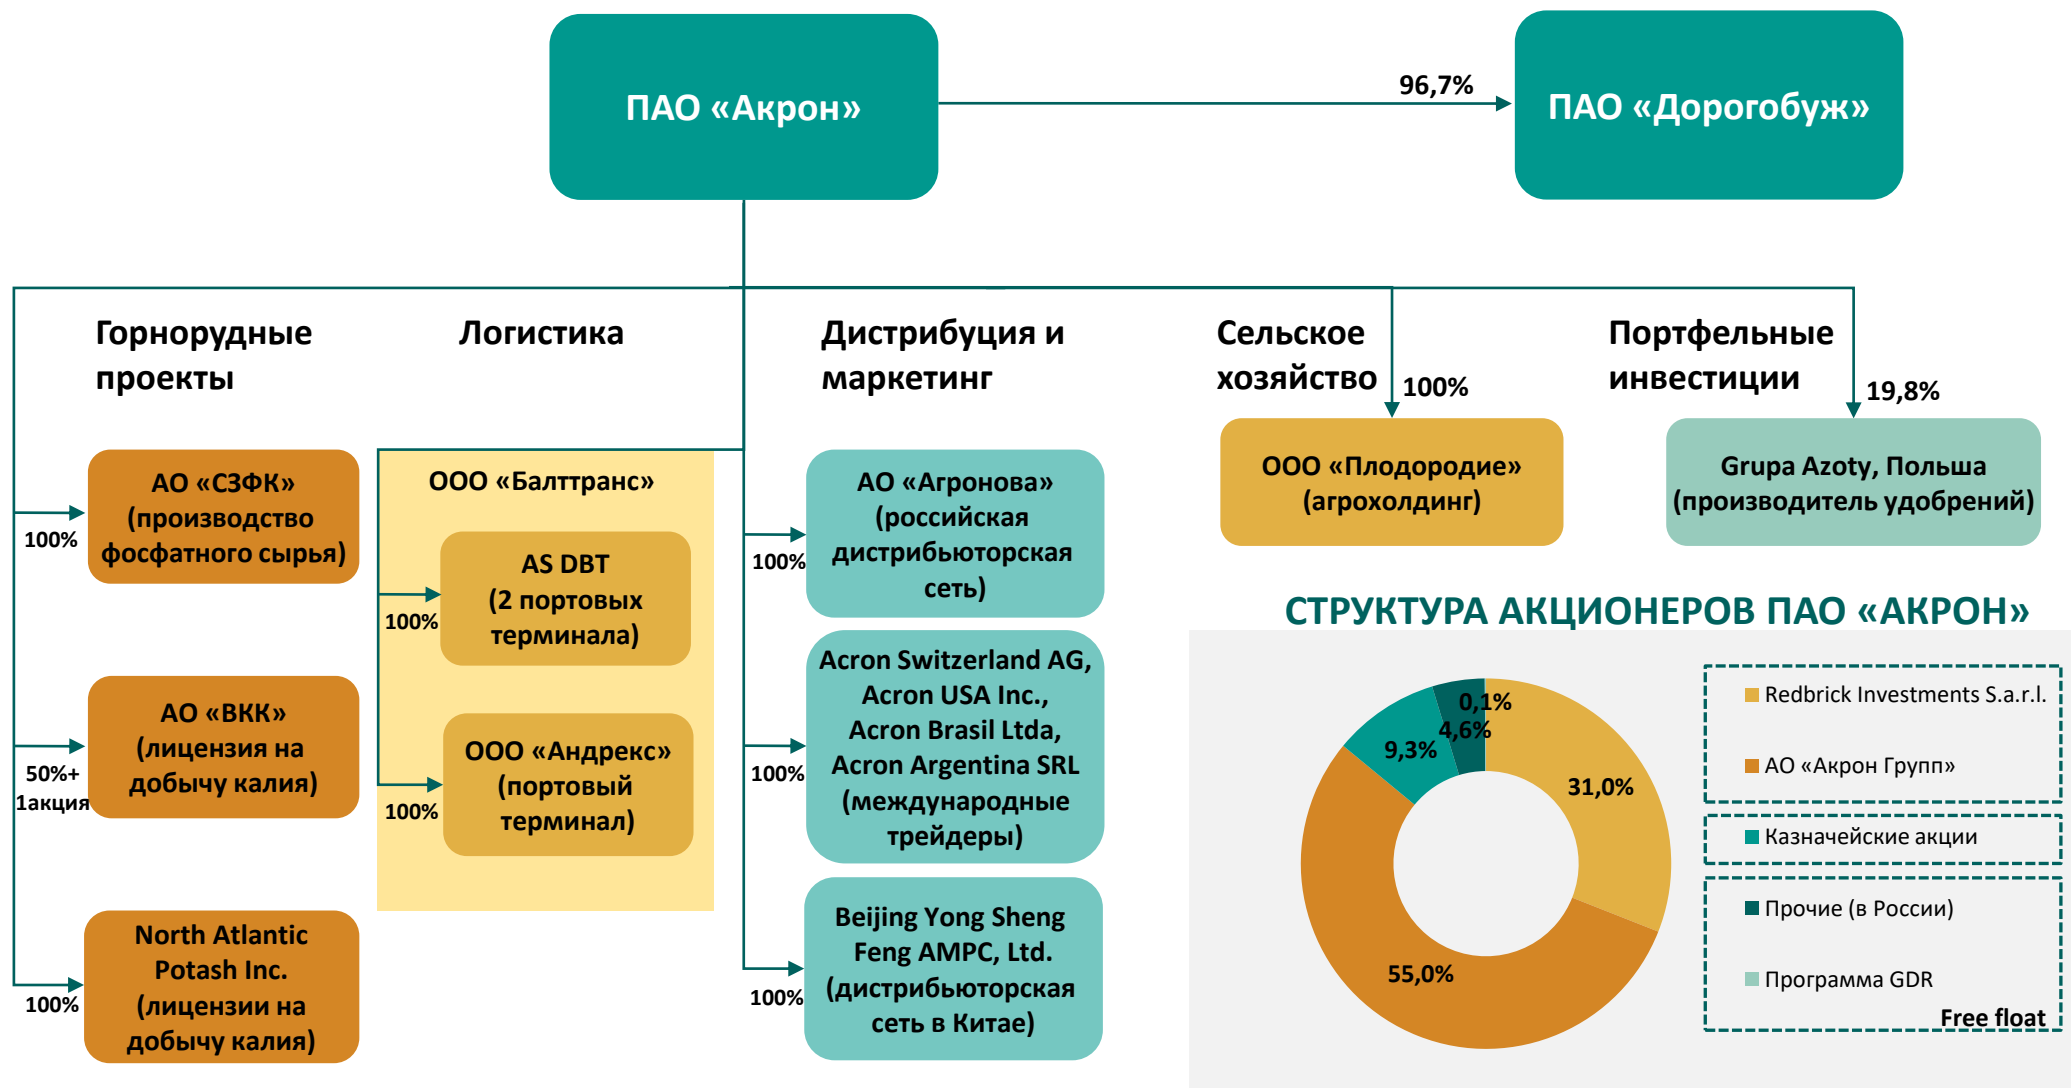 ПАО «Акрон»
96,7%
ПАО «Дорогобуж»
Горнорудные
проекты
АО «СЗФК»
(производство
фосфатного сырья)
100%
АО «ВКК»
(лицензия на
добычу калия)
50%+
1акция
North Atlantic
Potash Inc.
(лицензии на
добычу калия)
100%
Логистика
ООО «Балттранс»
AS DBT
(2 портовых
терминала)
100%
ООО «Андрекс»
(портовый
терминал)
100%
Дистрибуция и
маркетинг
АО «Агронова»
(российская
дистрибьюторская
сеть)
100%
Acron Switzerland AG,
Acron USA Inc.,
Acron Brasil Ltda,
Acron Argentina SRL
(международные
трейдеры)
100%
Beijing Yong Sheng
Feng AMPC, Ltd.
(дистрибьюторская
сеть в Китае)
100%
Сельское
хозяйство
100%
ООО «Плодородие»
(агрохолдинг)
Портфельные
инвестиции
19,8%
Grupa Azoty, Польша
(производитель удобрений)
СТРУКТУРА АКЦИОНЕРОВ ПАО «АКРОН»
0,1%
4,6%
9,3%
31,0%
55,0%
Redbrick Investments S.a.r.l.
АО «Акрон Групп»
Казначейские акции
Прочие (в России)
Программа GDR
Free float